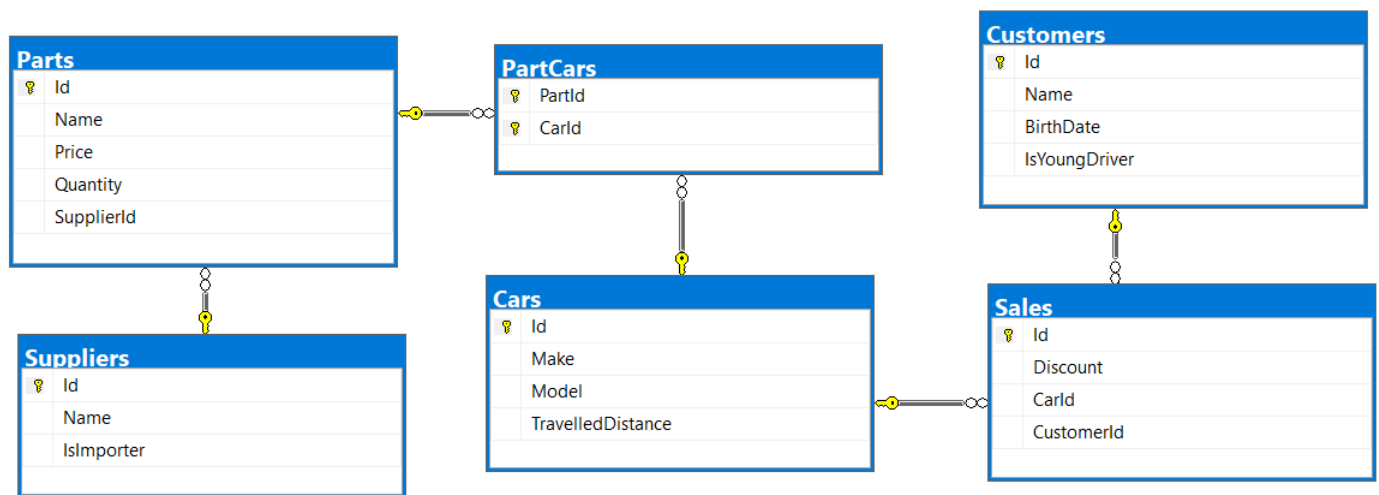 Parts
Id
Name
Price
Quantity
SupplierId
PartCars
PartId
CarId
Customers
Id
Name
BirthDate
IsYoungDriver
Suppliers
Id
Name
IsImporter
Cars
Id
Make
Model
TravelledDistance
Sales
Id
Discount
CarId
CustomerId